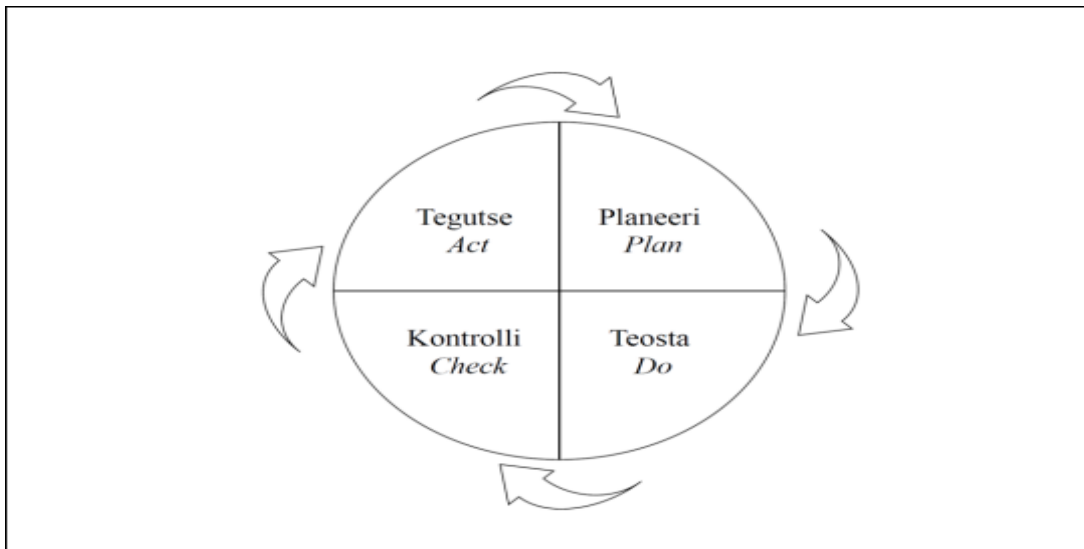 Tegutse
Act
Planeeri
Plan
Kontrolli
Check
Teosta
Do